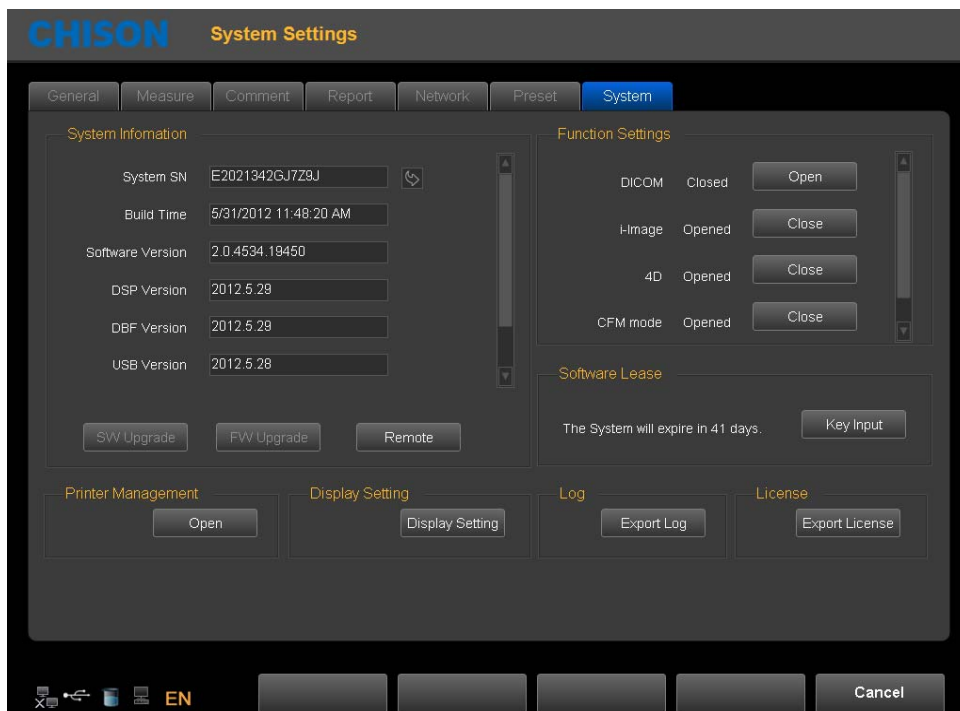 CHISON System Settings
General Measure Comment Report Network Preset System
System Infomation
System SN E2021342GJ7Z9J
Build Time 5/31/2012 11:48:20 AM
Software Version 2.0.4534.19450
DSP Version 2012.5.29
DBF Version 2012.5.29
USB Version 2012.5.28
SW Upgrade FW Upgrade Remote
Function Settings
DICOM Closed Open
i-Image Opened Close
4D Opened Close
CFM mode Opened Close
Software Lease
The System will expire in 41 days. Key Input
Printer Management
Open
Display Setting
Display Setting
Log
Export Log
License
Export License
EN
Cancel